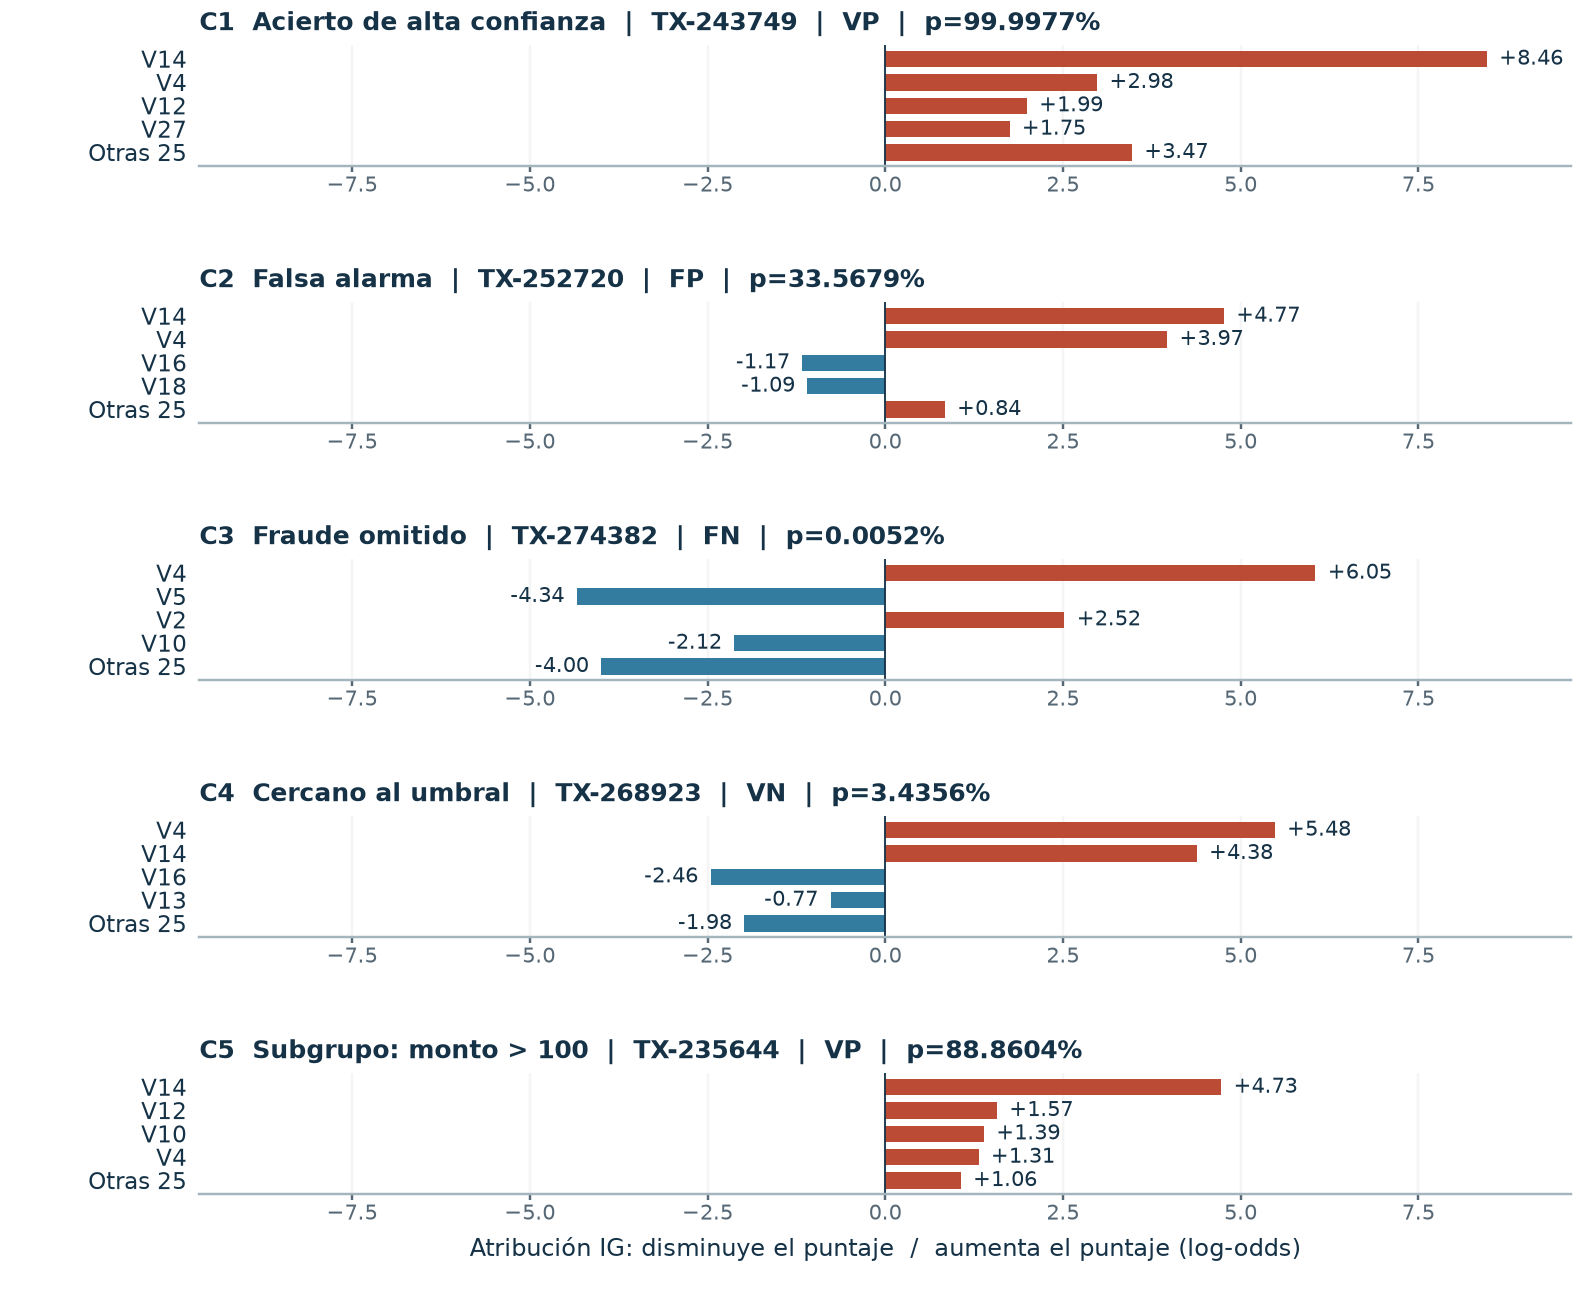 C1 Acierto de alta confianza | TX-243749 | VP | p=99.9977%
V14 +8.46
V4 +2.98
V12 +1.99
V27 +1.75
Otras 25 +3.47
−7.5 −5.0 −2.5 0.0 2.5 5.0 7.5
C2 Falsa alarma | TX-252720 | FP | p=33.5679%
V14 +4.77
V4 +3.97
V16 -1.17
V18 -1.09
Otras 25 +0.84
−7.5 −5.0 −2.5 0.0 2.5 5.0 7.5
C3 Fraude omitido | TX-274382 | FN | p=0.0052%
V4 +6.05
V5 -4.34
V2 +2.52
V10 -2.12
Otras 25 -4.00
−7.5 −5.0 −2.5 0.0 2.5 5.0 7.5
C4 Cercano al umbral | TX-268923 | VN | p=3.4356%
V4 +5.48
V14 +4.38
V16 -2.46
V13 -0.77
Otras 25 -1.98
−7.5 −5.0 −2.5 0.0 2.5 5.0 7.5
C5 Subgrupo: monto > 100 | TX-235644 | VP | p=88.8604%
V14 +4.73
V12 +1.57
V10 +1.39
V4 +1.31
Otras 25 +1.06
−7.5 −5.0 −2.5 0.0 2.5 5.0 7.5
Atribución IG: disminuye el puntaje / aumenta el puntaje (log-odds)